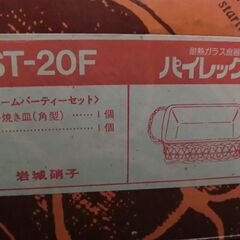 ST-20F
耐熱ガラス食器
パイレック
ームパーティーセット>
焼き皿(角型)……1個
……1個
岩城硝子